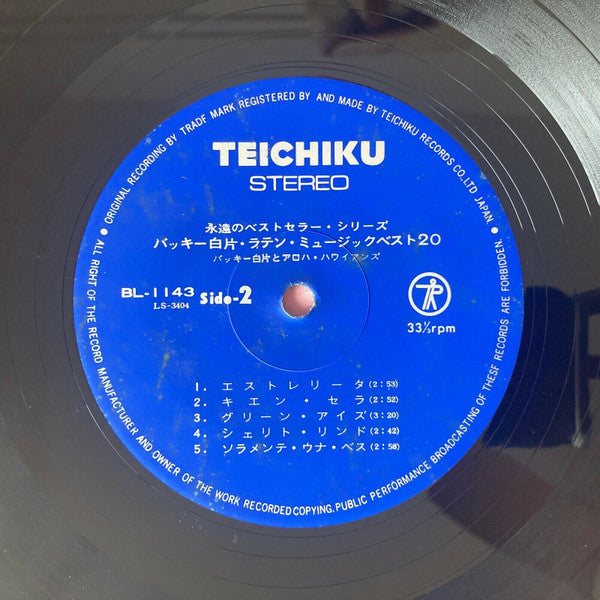 • ORIGINAL RECORDING BY TRADE MARK REGISTERED BY AND MADE BY TEICHIKU RECORDS CO.,LTD JAPAN. •
TEICHIKU
STEREO
永遠のベストセラー・シリーズ
バッキー白片・ラテン・ミュージックベスト20
バッキー白片とアロハ・ハワイアンズ
BL-1143 Side-2
LS-3404
33⅓rpm
1. エストレリータ(2:53)
2. キエン・セラ(2:52)
3. グリーン・アイズ(3:20)
4. シェリト・リンド(2:42)
5. ソラメンテ・ウナ・ベス(2:58)
ALL RIGHT OF THE RECORD MANUFACTURER AND OWNER OF THE WORK RECORDED COPYING.PUBLIC PERFORMANCE BROADCASTING OF THESE RECORDS ARE FORBIDDEN.